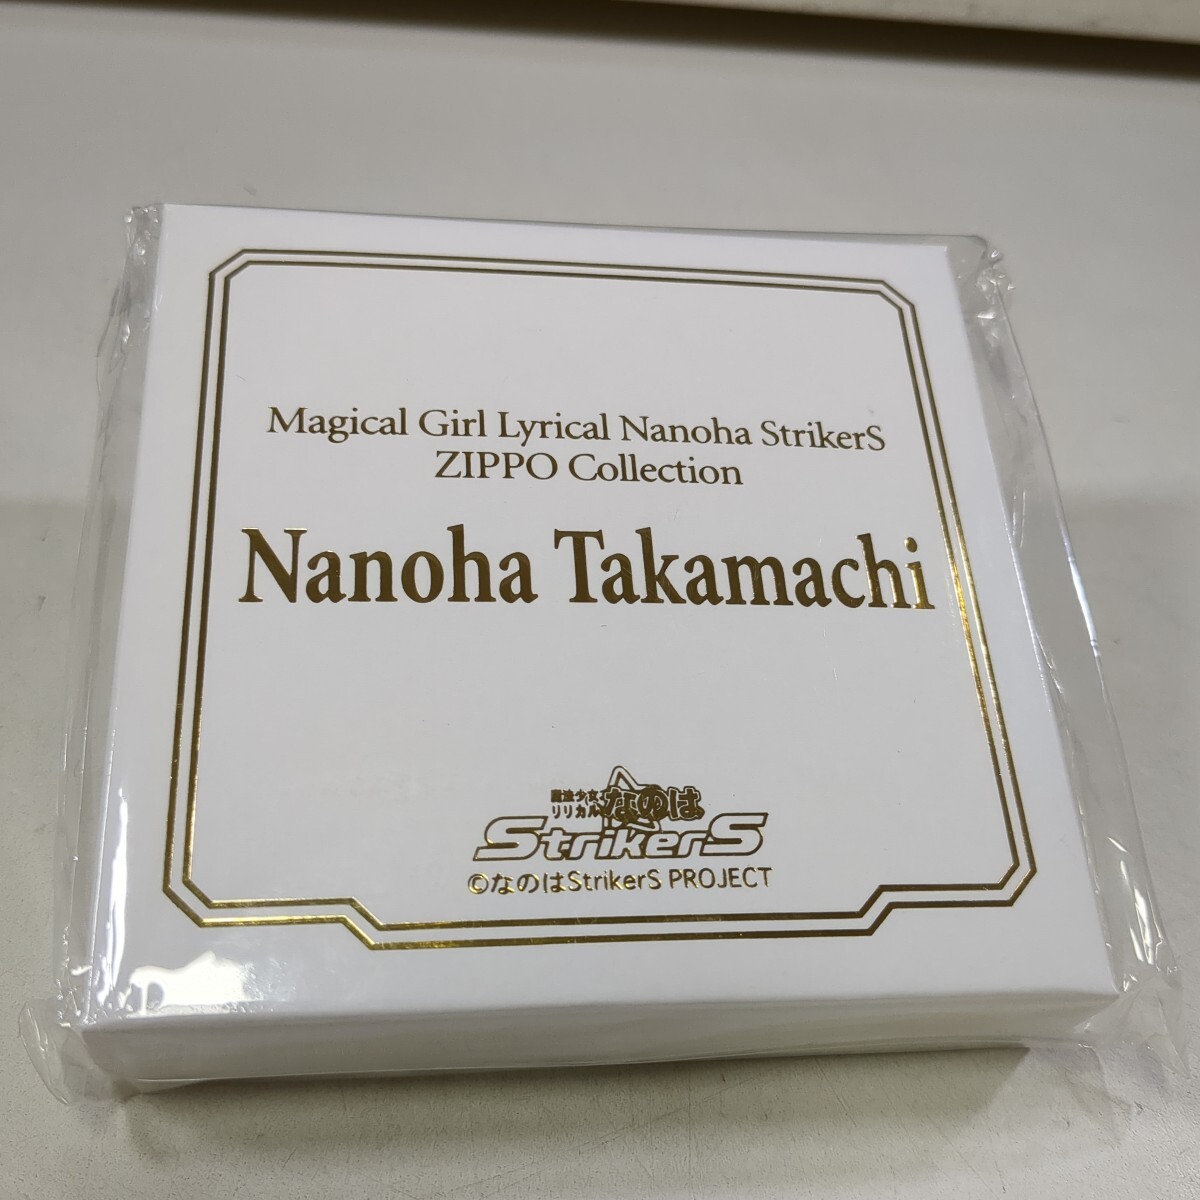 Magical Girl Lyrical Nanoha StrikerS
ZIPPO Collection
Nanoha Takamachi
魔法少女
リリカル なのは
StrikerS
©なのはStrikerS PROJECT